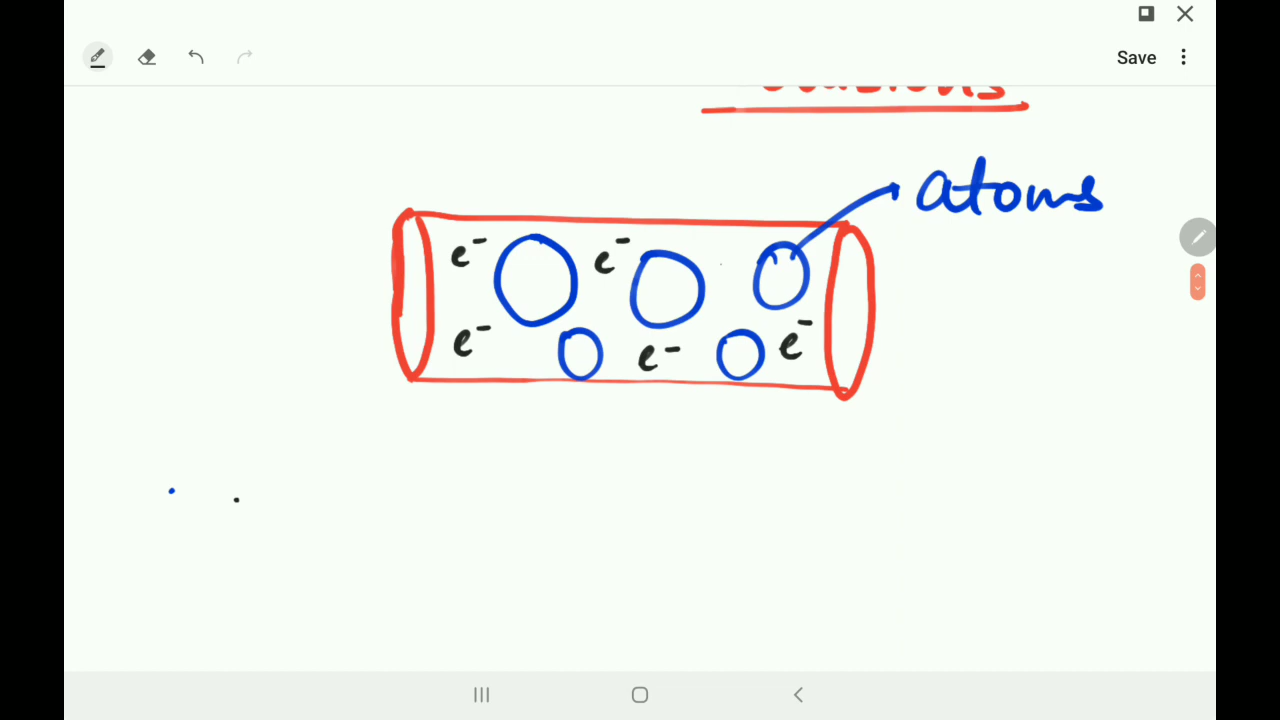 Save
atoms
e⁻ e⁻
e⁻ e⁻ e⁻